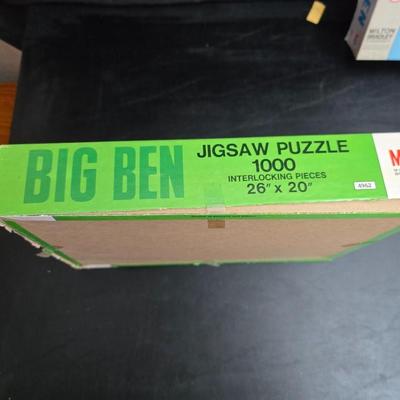 BIG BEN
JIGSAW PUZZLE
1000
INTERLOCKING PIECES
26" x 20"
4962
M
MILTON
BRADLEY